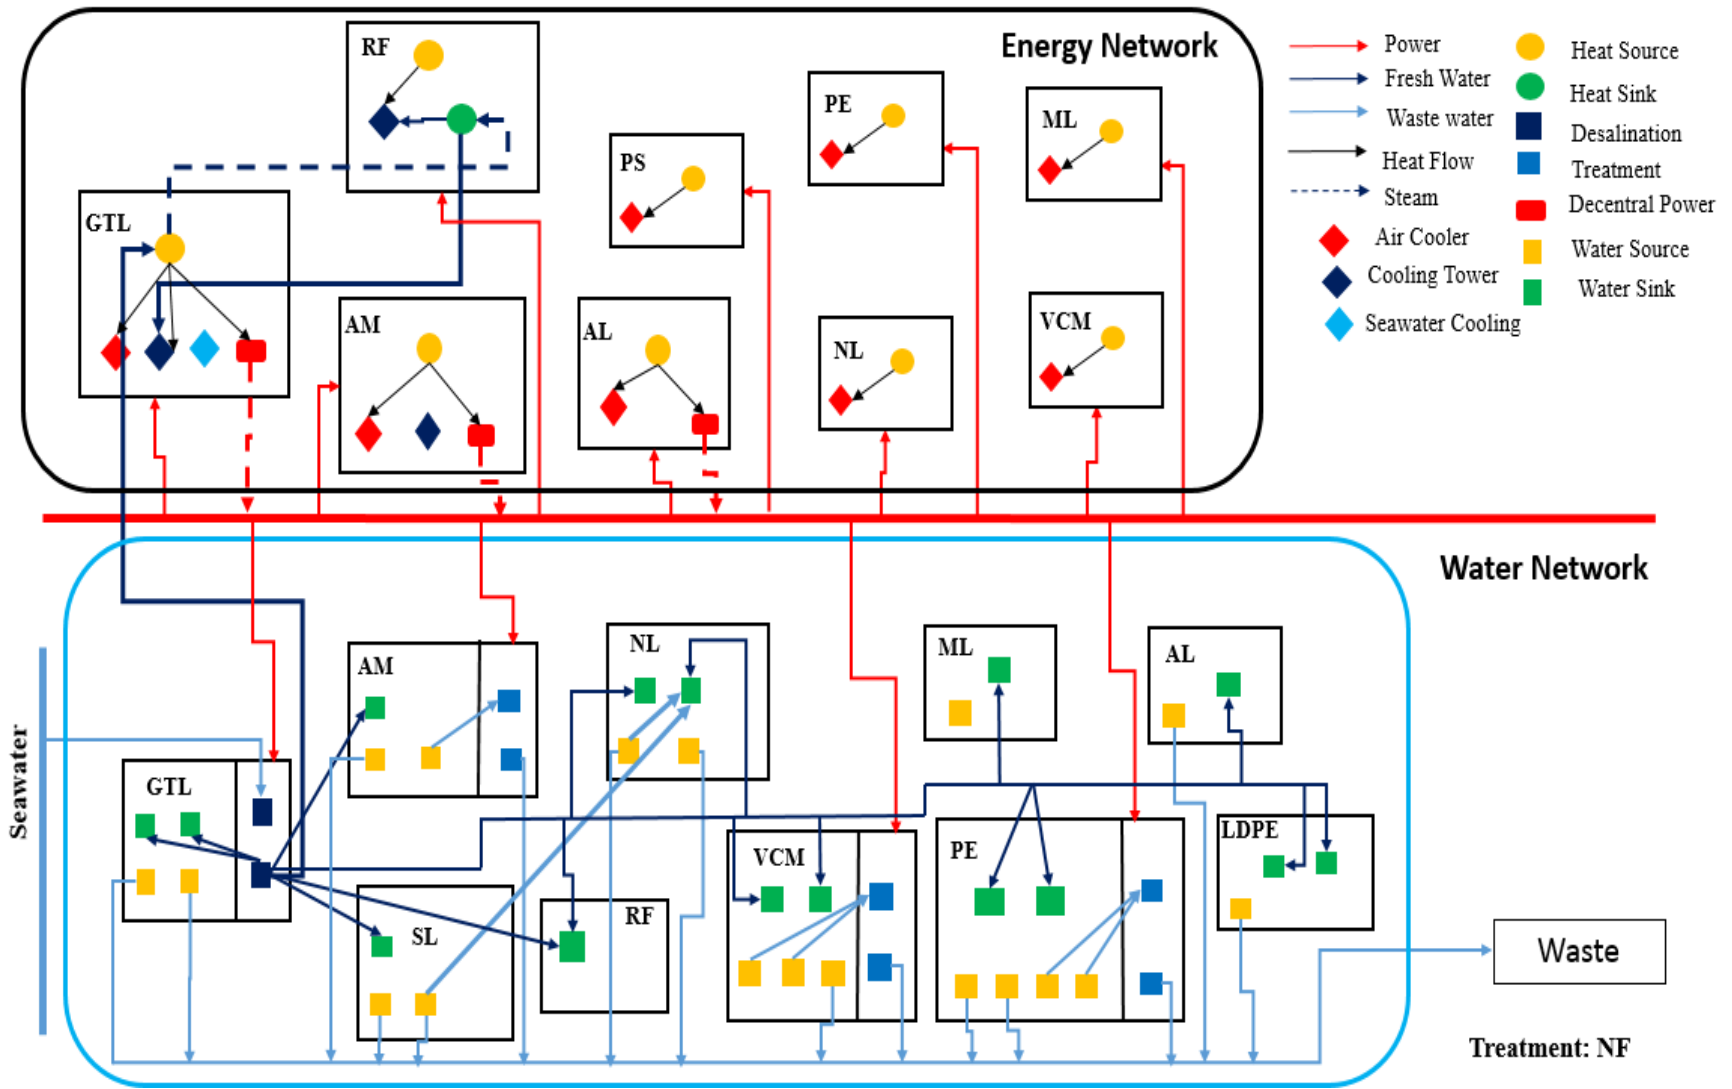 Energy Network
RF
PE
ML
PS
GTL
AM
AL
NL
VCM
Power
Fresh Water
Waste water
Heat Flow
Steam
Air Cooler
Cooling Tower
Seawater Cooling
Heat Source
Heat Sink
Desalination
Treatment
Decentral Power
Water Source
Water Sink
Water Network
Seawater
AM
NL
ML
AL
GTL
SL
RF
VCM
PE
LDPE
Waste
Treatment: NF